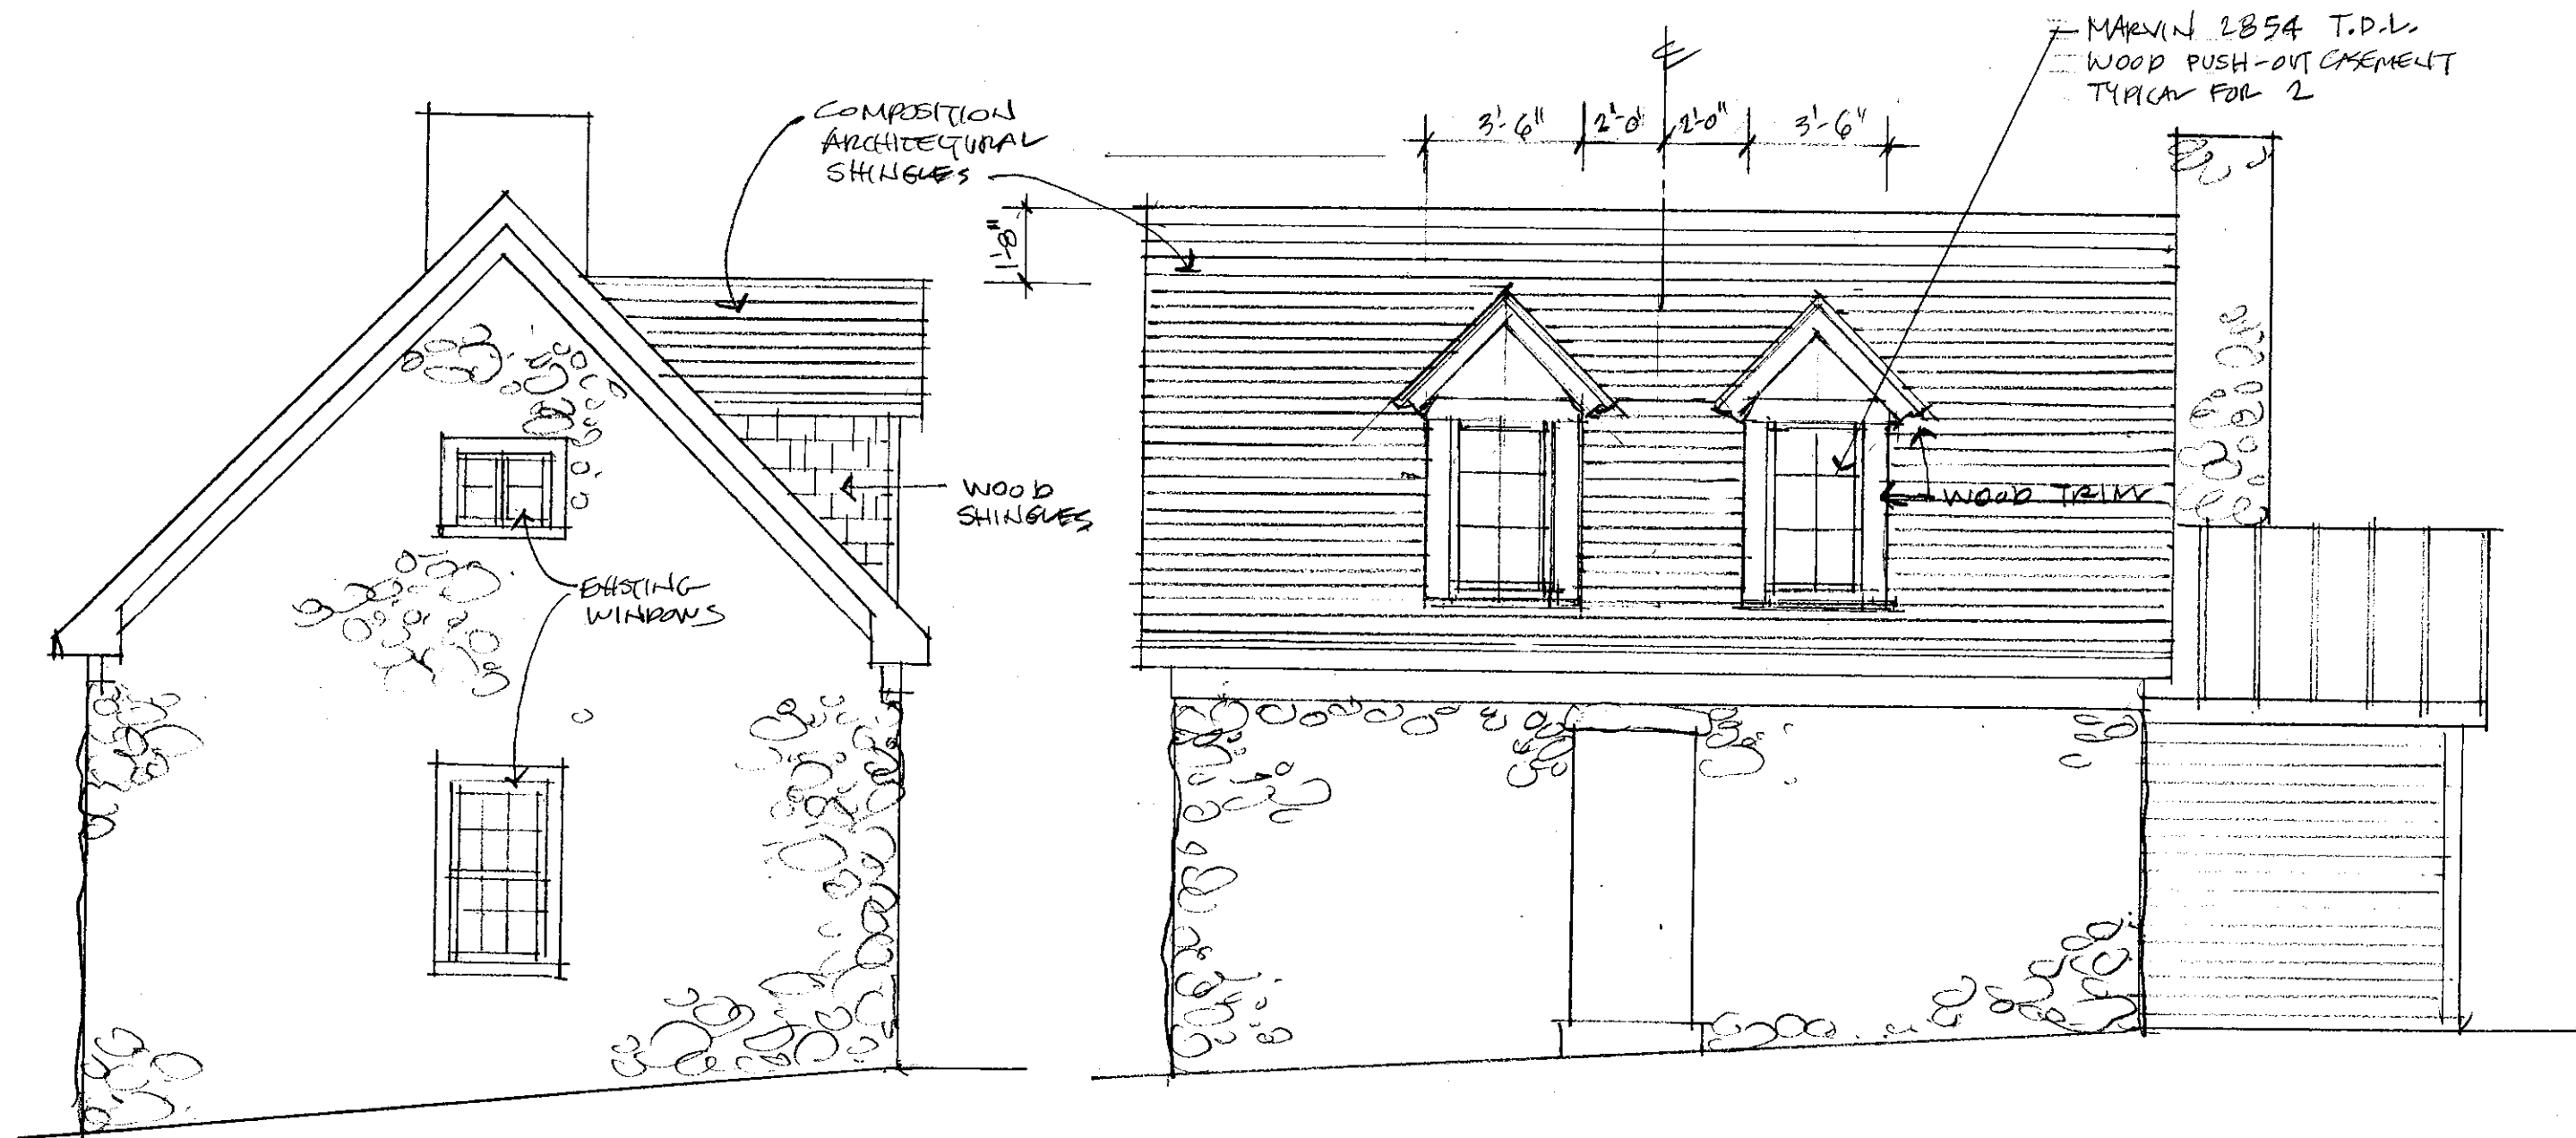 MARVIN 2854 T.D.L.
WOOD PUSH-OUT CASEMENT
TYPICAL FOR 2
COMPOSITION
ARCHITECTURAL
SHINGLES
℄
3'-6" 2'-0" 2'-0" 3'-6"
1'-8"
WOOD
SHINGLES
WOOD TRIM
EXISTING
WINDOWS